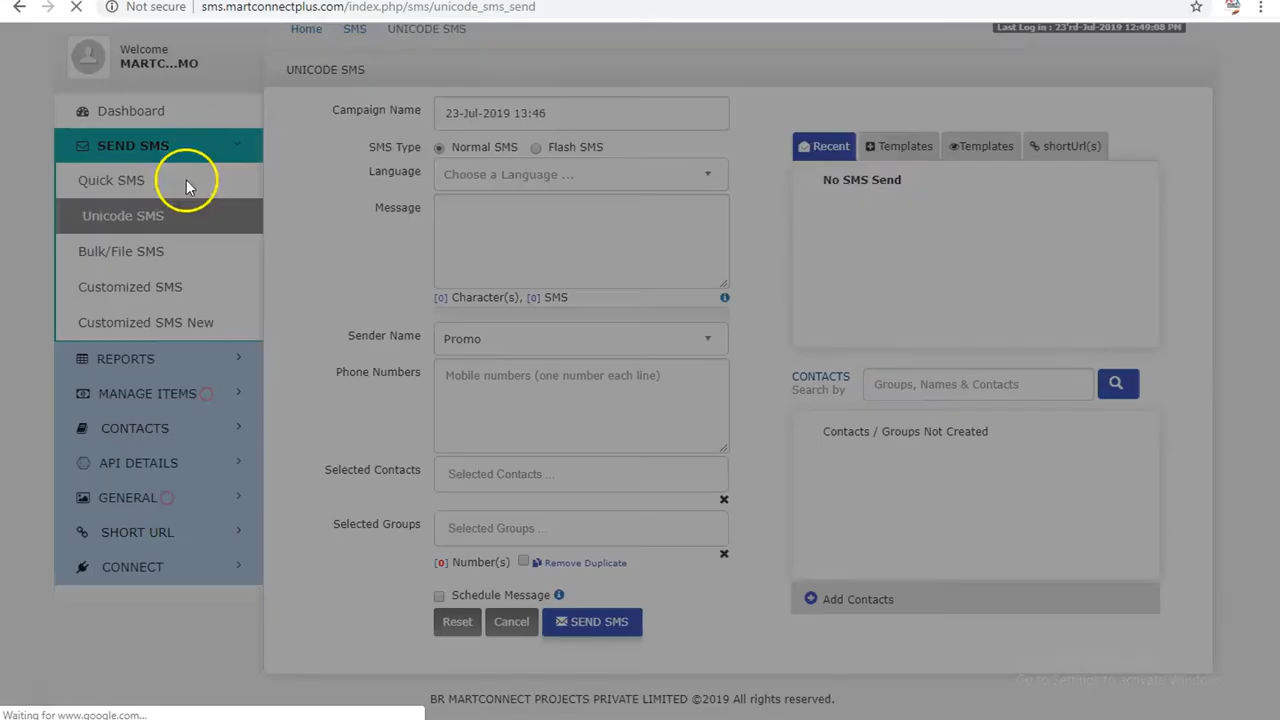 Not secure | sms.martconnectplus.com/index.php/sms/unicode_sms_send
Welcome
MARTC...MO
Home SMS UNICODE SMS
Last Log in : 23'rd-Jul-2019 12:49:08 PM
UNICODE SMS
Dashboard
SEND SMS
Quick SMS
Unicode SMS
Bulk/File SMS
Customized SMS
Customized SMS New
REPORTS
MANAGE ITEMS
CONTACTS
API DETAILS
GENERAL
SHORT URL
CONNECT
Campaign Name 23-Jul-2019 13:46
SMS Type Normal SMS Flash SMS
Language Choose a Language ...
Message
[0] Character(s), [0] SMS
Sender Name Promo
Phone Numbers Mobile numbers (one number each line)
Selected Contacts Selected Contacts ...
Selected Groups Selected Groups ...
[0] Number(s) Remove Duplicate
Schedule Message
Reset Cancel SEND SMS
Recent Templates Templates shortUrl(s)
No SMS Send
CONTACTS
Search by
Groups, Names & Contacts
Contacts / Groups Not Created
Add Contacts
Go to Settings to activate Windows.
BR MARTCONNECT PROJECTS PRIVATE LIMITED ©2019 All rights reserved.
Waiting for www.google.com...